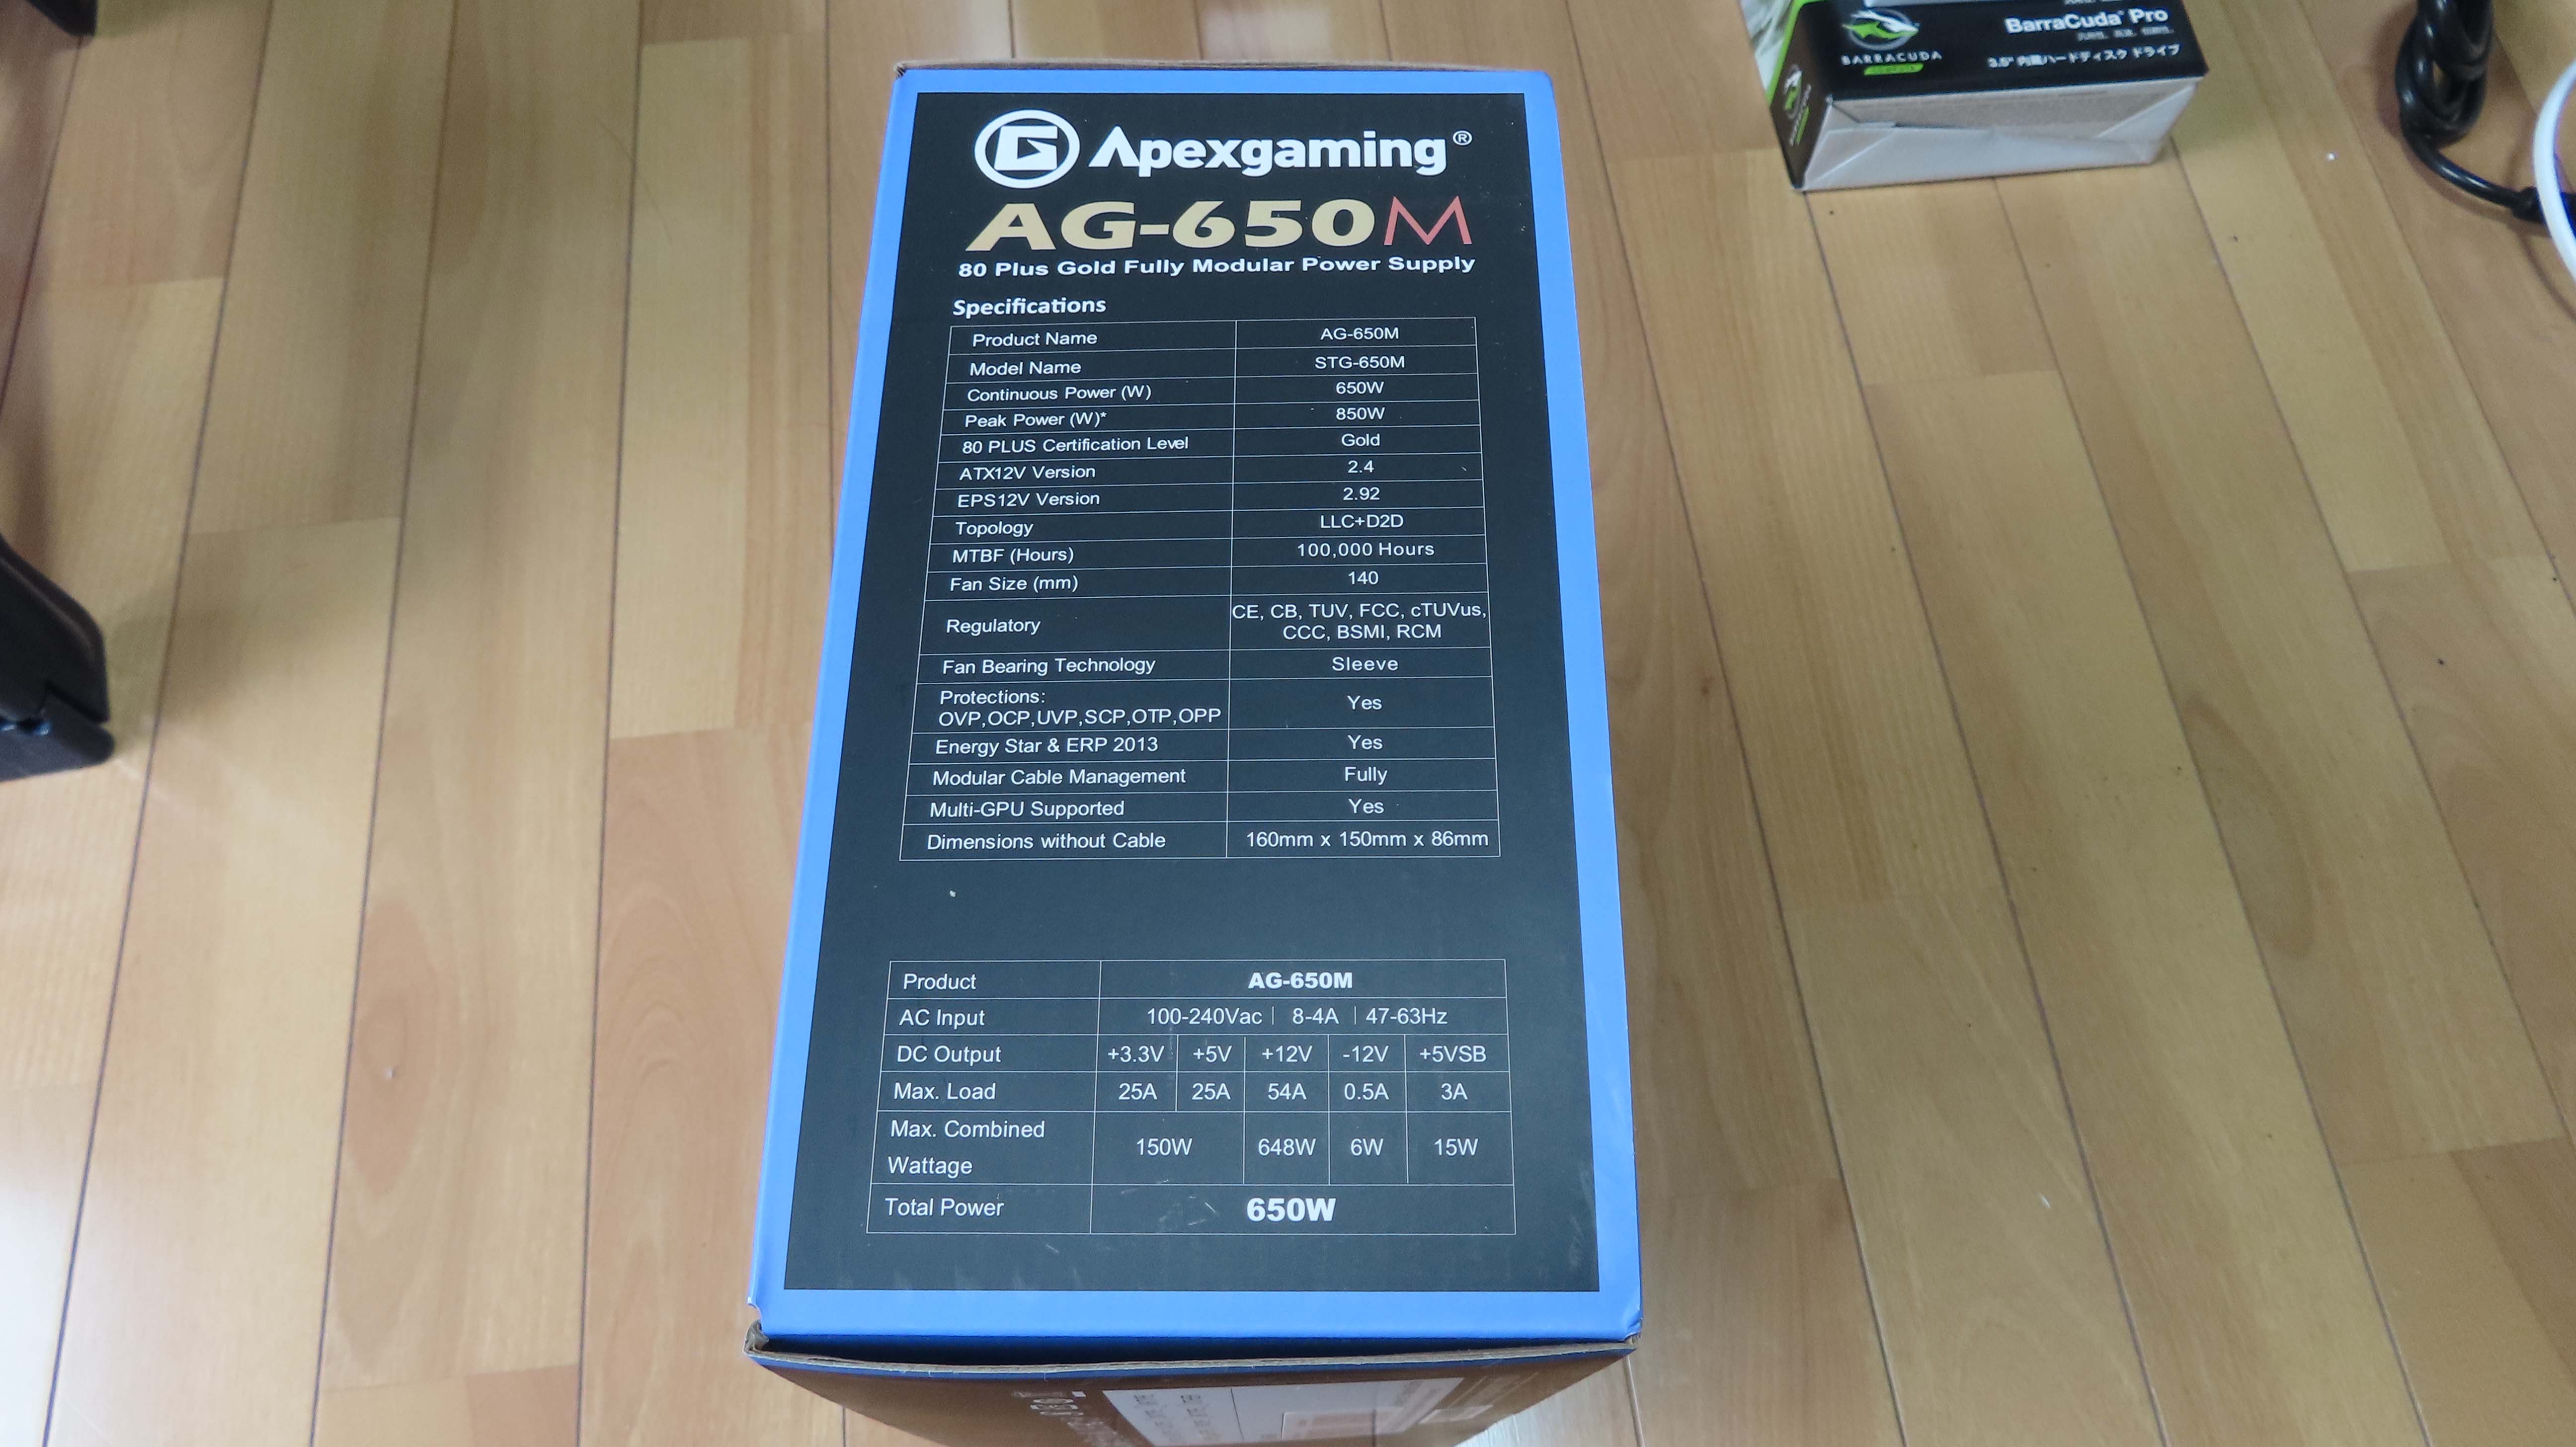 BarraCuda Pro
BARRACUDA
3.5" 内蔵ハードディスク ドライブ
G Apexgaming®
AG-650M
80 Plus Gold Fully Modular Power Supply
Specifications
Product Name AG-650M
Model Name STG-650M
Continuous Power (W) 650W
Peak Power (W)* 850W
80 PLUS Certification Level Gold
ATX12V Version 2.4
EPS12V Version 2.92
Topology LLC+D2D
MTBF (Hours) 100,000 Hours
Fan Size (mm) 140
Regulatory CE, CB, TUV, FCC, cTUVus,
CCC, BSMI, RCM
Fan Bearing Technology Sleeve
Protections:
OVP,OCP,UVP,SCP,OTP,OPP Yes
Energy Star & ERP 2013 Yes
Modular Cable Management Fully
Multi-GPU Supported Yes
Dimensions without Cable 160mm x 150mm x 86mm
Product AG-650M
AC Input 100-240Vac | 8-4A | 47-63Hz
DC Output +3.3V +5V +12V -12V +5VSB
Max. Load 25A 25A 54A 0.5A 3A
Max. Combined
Wattage 150W 648W 6W 15W
Total Power 650W